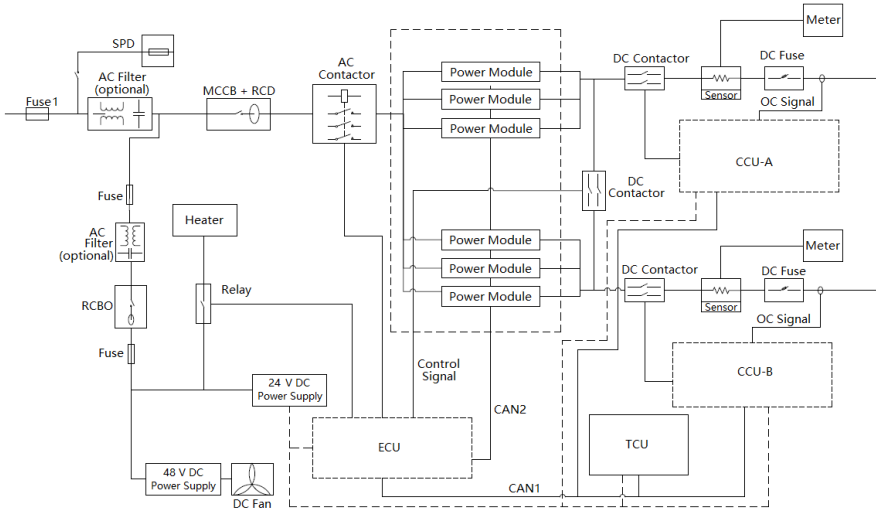 Meter
SPD
AC Filter
(optional)
MCCB + RCD
AC
Contactor
Power Module
Power Module
Power Module
DC Contactor
DC Fuse
Sensor
Fuse1
OC Signal
CCU-A
Fuse
Heater
DC
Contactor
AC
Filter
(optional)
Power Module
Power Module
Power Module
Meter
DC Contactor
DC Fuse
Sensor
RCBO
Relay
OC Signal
Fuse
Control
Signal
CCU-B
24 V DC
Power Supply
CAN2
ECU
TCU
48 V DC
Power Supply
DC Fan
CAN1